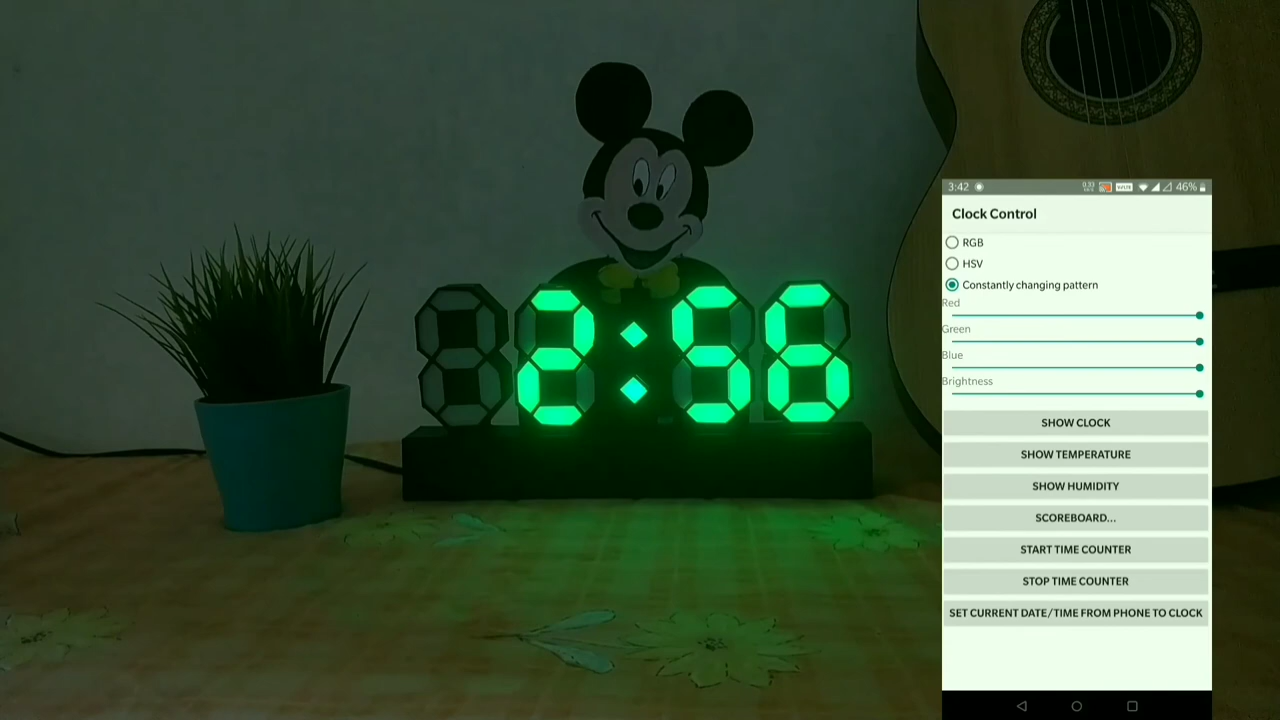 2:56
3:42 46%
Clock Control
RGB
HSV
Constantly changing pattern
Red
Green
Blue
Brightness
SHOW CLOCK
SHOW TEMPERATURE
SHOW HUMIDITY
SCOREBOARD...
START TIME COUNTER
STOP TIME COUNTER
SET CURRENT DATE/TIME FROM PHONE TO CLOCK